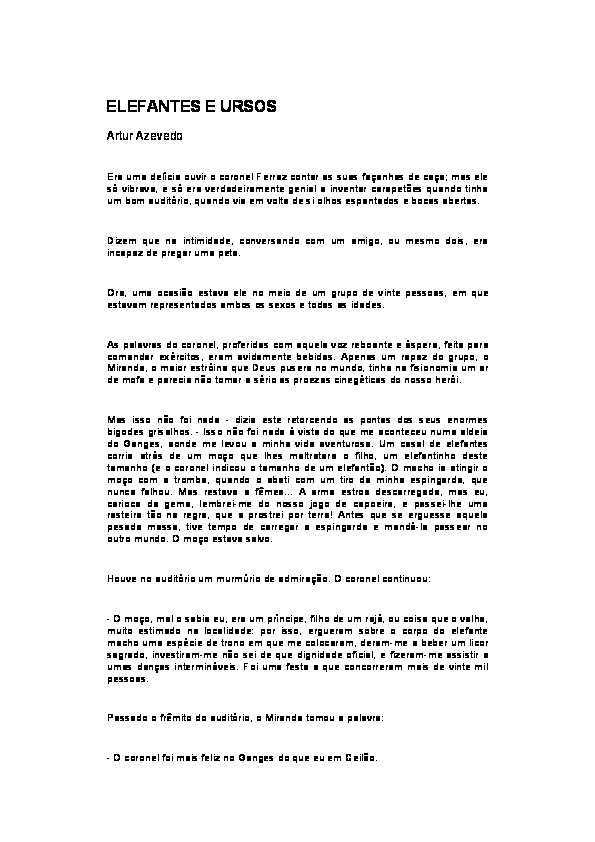 ELEFANTES E URSOS
Artur Azevedo
Era uma delícia ouvir o coronel Ferraz contar as suas façanhas de caça; mas ele
só vibrava, e só era verdadeiramente genial a inventar carapetões quando tinha
um bom auditório, quando via em volta de si olhos espantados e bocas abertas.
Dizem que na intimidade, conversando com um amigo, ou mesmo dois, era
incapaz de pregar uma peta.
Ora, uma ocasião estava ele no meio de um grupo de vinte pessoas, em que
estavam representados ambos os sexos e todas as idades.
As palavras do coronel, proferidas com aquela voz reboante e áspera, feita para
comandar exércitos, eram avidamente bebidas. Apenas um rapaz do grupo, o
Miranda, o maior estróina que Deus pusera no mundo, tinha na fisionomia um ar
de mofa e parecia não tomar a sério as proezas cinegéticas do nosso herói.
Mas isso não foi nada - dizia este retorcendo as pontas dos seus enormes
bigodes grisalhos. - Isso não foi nada à vista do que me aconteceu numa aldeia
do Ganges, aonde me levou a minha vida aventurosa. Um casal de elefantes
corria atrás de um moço que lhes maltratara o filho, um elefantinho deste
tamanho (e o coronel indicou o tamanho de um elefantão). O macho ia atingir o
moço com a tromba, quando o abati com um tiro da minha espingarda, que
nunca falhou. Mas restava a fêmea... A arma estroa descarregada, mas eu,
carioca da gema, lembrei-me do nosso jogo de capoeira, e passei-lhe uma
rasteira tão na regra, que a prostrei por terra! Antes que se erguesse aquela
pesada massa, tive tempo de carregar a espingarda e mandá-la passear no
outro mundo. O moço estava salvo.
Houve no auditório um murmúrio de admiração. O coronel continuou:
- O moço, mal o sabia eu, era um príncipe, filho de um rajá, ou coisa que o valha,
muito estimado na localidade; por isso, ergueram sobre o corpo do elefante
macho uma espécie de trono em que me colocaram, deram-me a beber um licor
sagrado, investiram-me não sei de que dignidade oficial, e fizeram-me assistir a
umas danças intermináveis. Foi uma festa a que concorreram mais de vinte mil
pessoas.
Passado o frêmito do auditório, o Miranda tomou a palavra:
- O coronel foi mais feliz no Ganges do que eu em Ceilão.